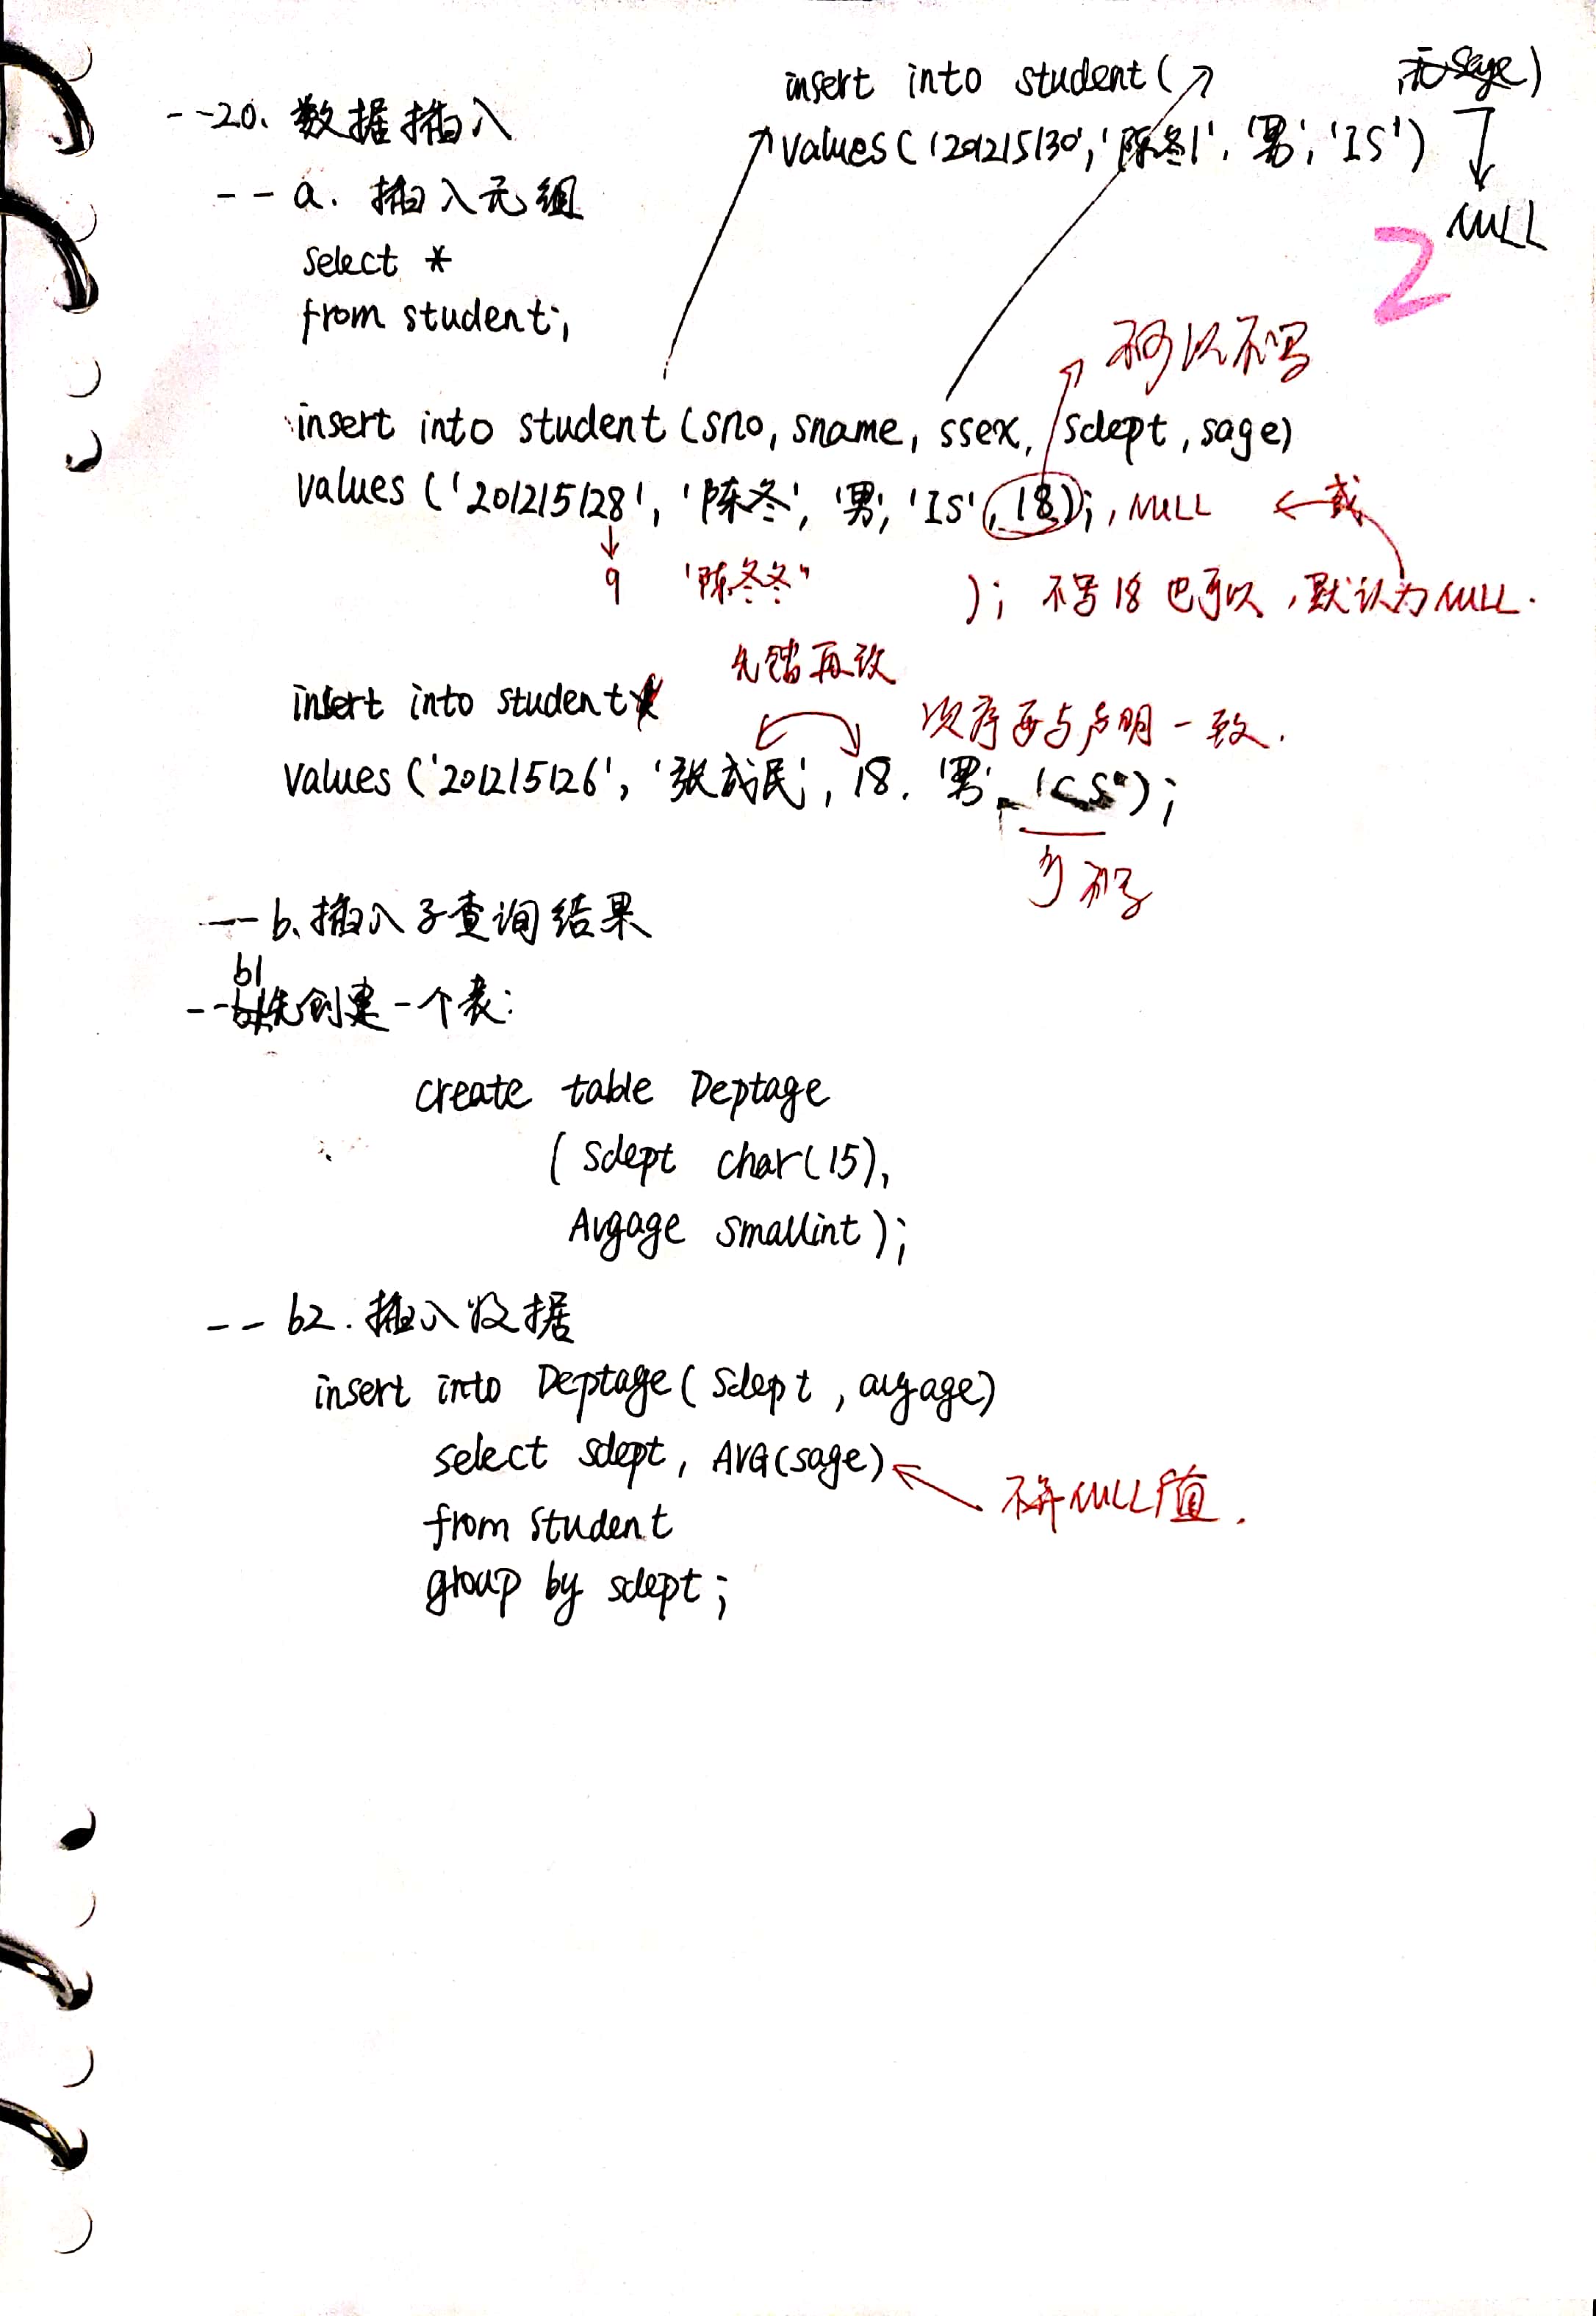 --20. 数据插入
-- a. 插入元组
select *
from student;
insert into student(
无sage)
values('201215130','陈冬1','男','IS')
NULL
2
不可以不写
insert into student (sno, sname, ssex, sdept, sage)
values ('201215128', '陈冬', '男', 'IS', 18); , NULL ← 或
9 '陈冬冬' ); 不写18也可以,默认为NULL.
先错再改
insert into student
次序要与声明一致.
values ('201215126', '张成民', 18. '男', 'CS');
-- b.插入子查询结果
b1
--先创建一个表:
create table Deptage
( Sdept char(15),
Avgage smallint);
-- b2.插入数据
insert into Deptage( Sdept, avgage)
select sdept, AVG(sage)
不算NULL值.
from student
group by sdept;